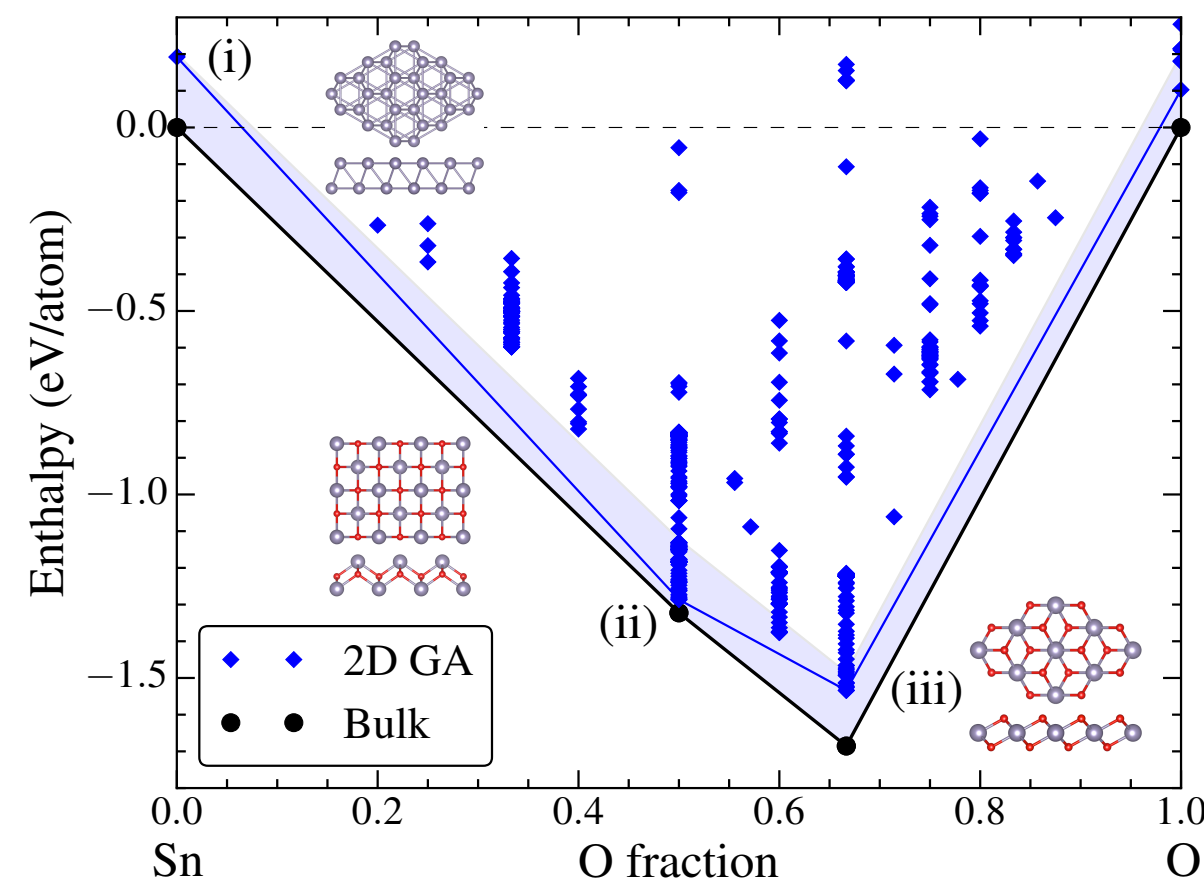 (i)
0.0
−0.5
−1.0
−1.5
Enthalpy (eV/atom)
(ii)
(iii)
2D GA
Bulk
0.0 0.2 0.4 0.6 0.8 1.0
Sn O fraction O